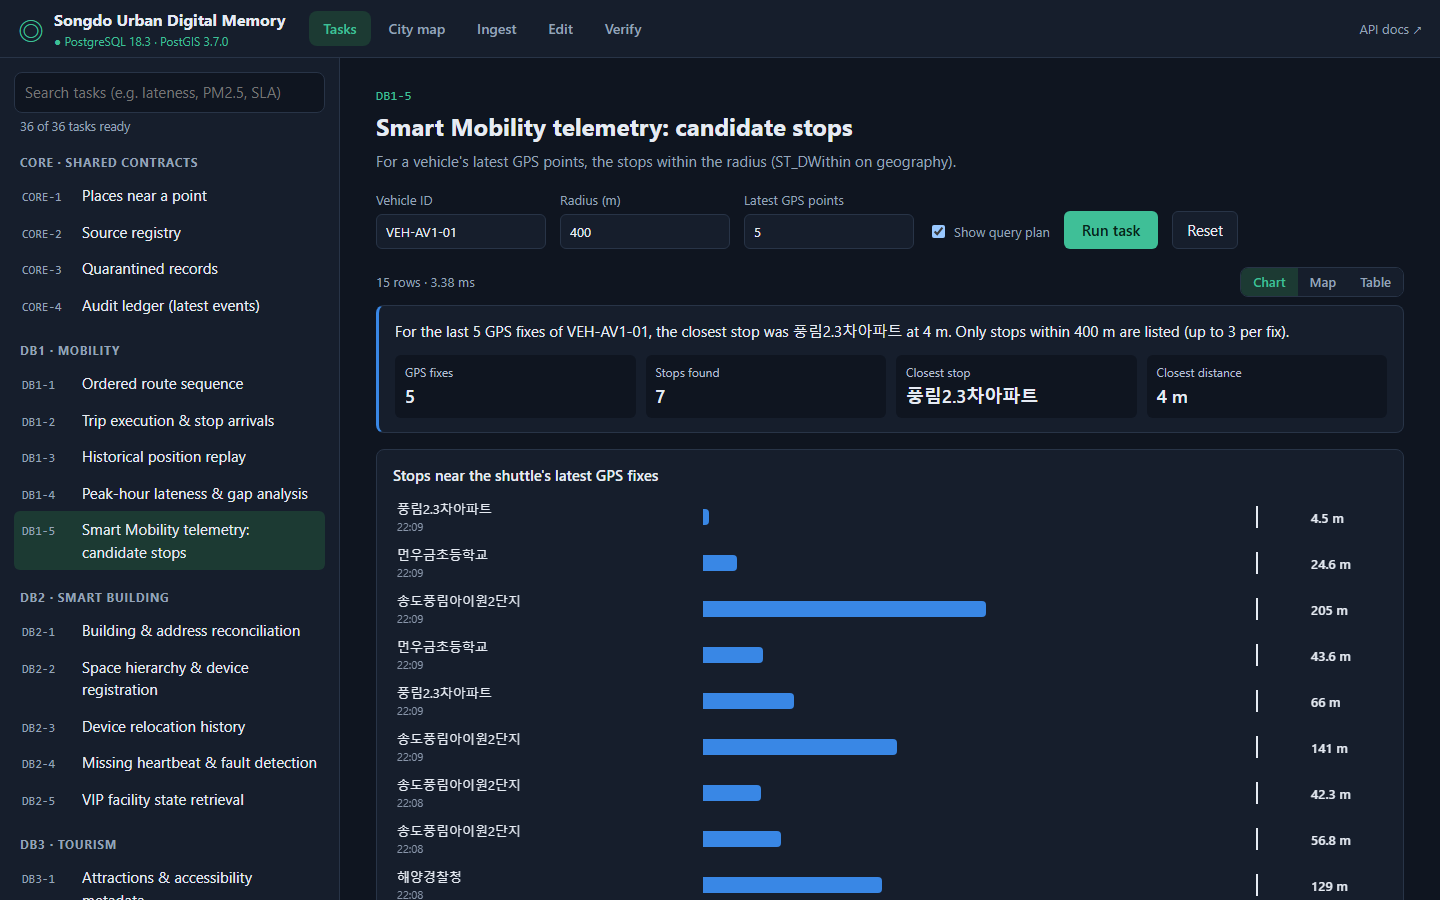 Songdo Urban Digital Memory
● PostgreSQL 18.3 · PostGIS 3.7.0
Tasks
City map
Ingest
Edit
Verify
API docs ↗
Search tasks (e.g. lateness, PM2.5, SLA)
36 of 36 tasks ready
CORE · SHARED CONTRACTS
CORE-1 Places near a point
CORE-2 Source registry
CORE-3 Quarantined records
CORE-4 Audit ledger (latest events)
DB1 · MOBILITY
DB1-1 Ordered route sequence
DB1-2 Trip execution & stop arrivals
DB1-3 Historical position replay
DB1-4 Peak-hour lateness & gap analysis
DB1-5 Smart Mobility telemetry:
candidate stops
DB2 · SMART BUILDING
DB2-1 Building & address reconciliation
DB2-2 Space hierarchy & device
registration
DB2-3 Device relocation history
DB2-4 Missing heartbeat & fault detection
DB2-5 VIP facility state retrieval
DB3 · TOURISM
DB3-1 Attractions & accessibility
metadata
DB1-5
Smart Mobility telemetry: candidate stops
For a vehicle's latest GPS points, the stops within the radius (ST_DWithin on geography).
Vehicle ID
Radius (m)
Latest GPS points
VEH-AV1-01
400
5
Show query plan
Run task
Reset
15 rows · 3.38 ms
Chart
Map
Table
For the last 5 GPS fixes of VEH-AV1-01, the closest stop was 풍림2.3차아파트 at 4 m. Only stops within 400 m are listed (up to 3 per fix).
GPS fixes
5
Stops found
7
Closest stop
풍림2.3차아파트
Closest distance
4 m
Stops near the shuttle's latest GPS fixes
풍림2.3차아파트
22:09
4.5 m
먼우금초등학교
22:09
24.6 m
송도풍림아이원2단지
22:09
205 m
먼우금초등학교
22:09
43.6 m
풍림2.3차아파트
22:09
66 m
송도풍림아이원2단지
22:09
141 m
송도풍림아이원2단지
22:08
42.3 m
송도풍림아이원2단지
22:08
56.8 m
해양경찰청
22:08
129 m